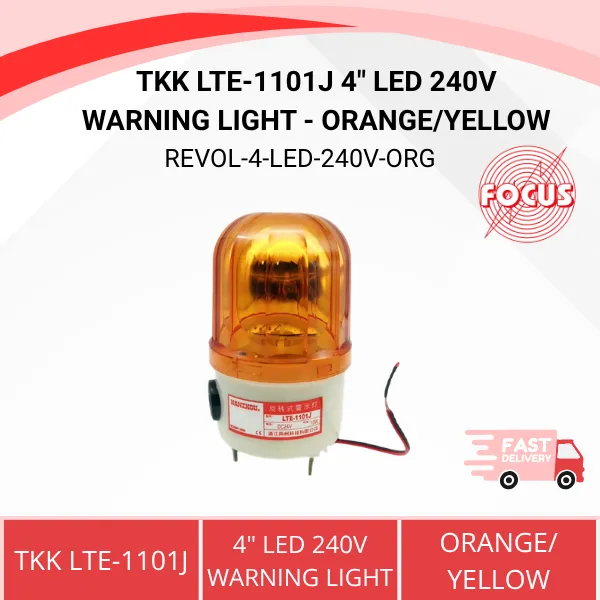 TKK LTE-1101J 4" LED 240V
WARNING LIGHT - ORANGE/YELLOW
REVOL-4-LED-240V-ORG
FOCUS
LTE-1101J
DC24V
FAST
DELIVERY
TKK LTE-1101J
4" LED 240V
WARNING LIGHT
ORANGE/
YELLOW